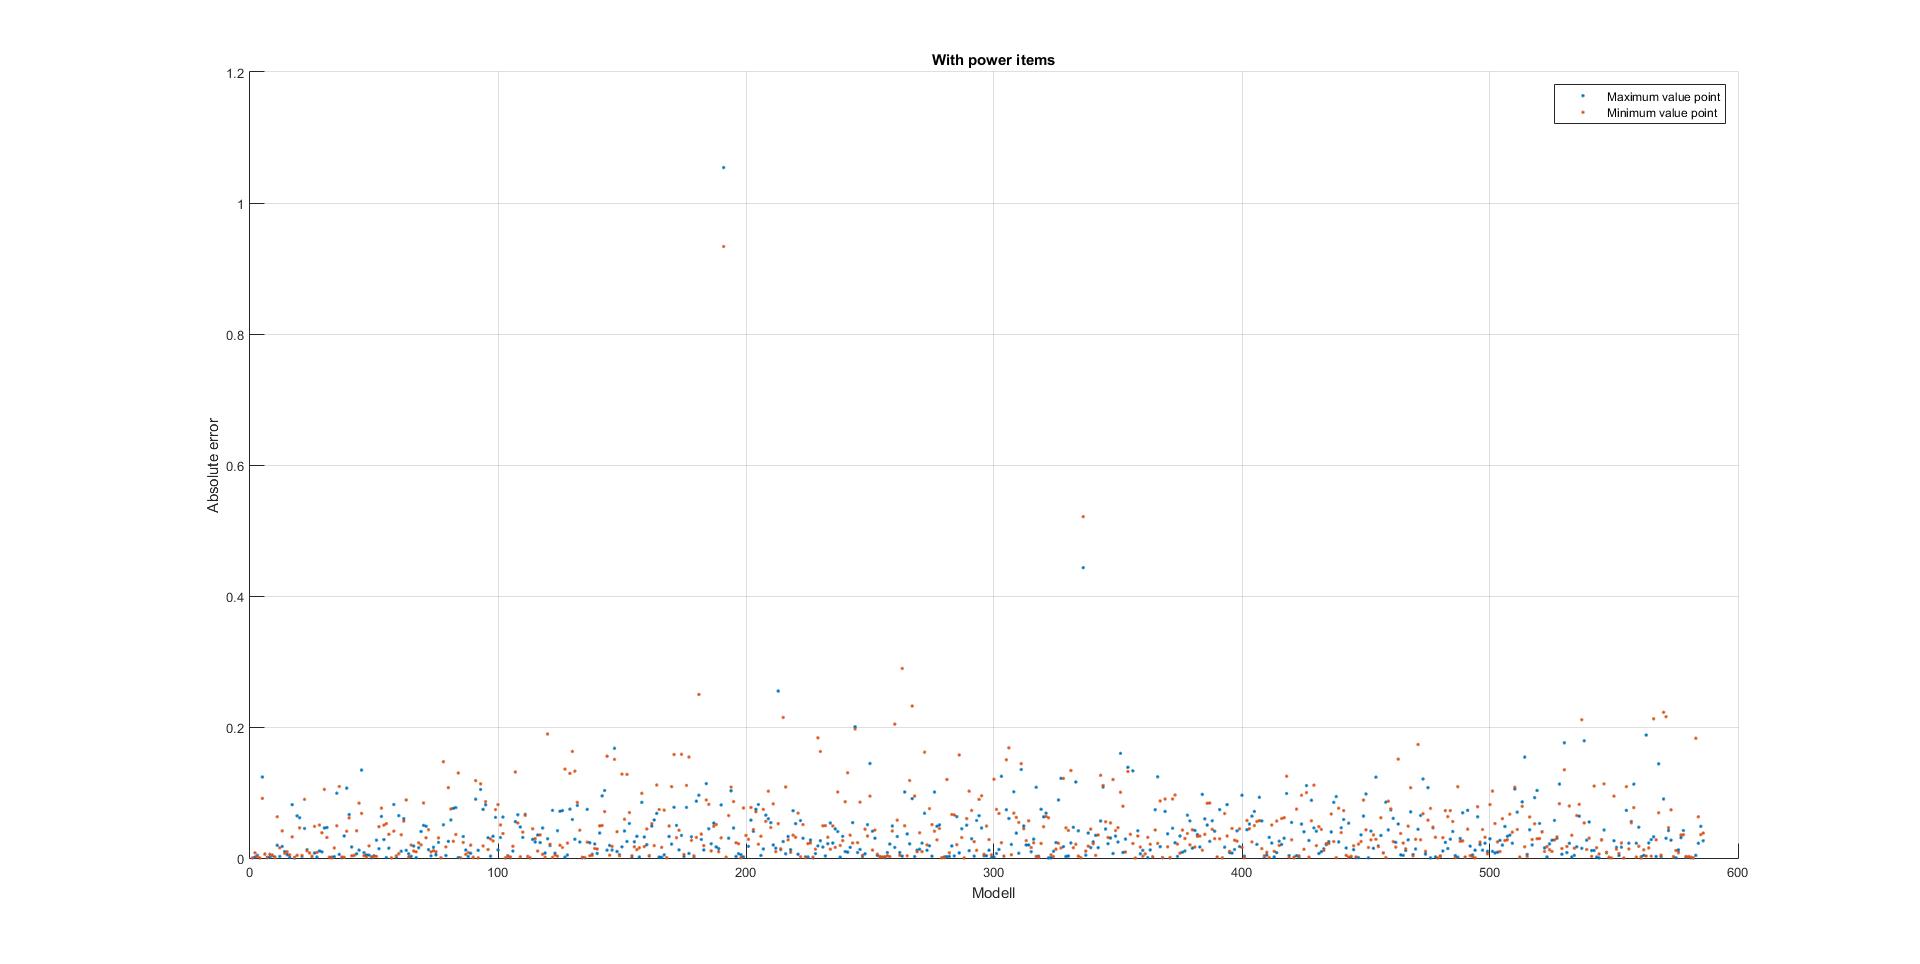 With power items
1.2
Maximum value point
Minimum value point
1
0.8
Absolute error
0.6
0.4
0.2
0
0 100 200 300 400 500 600
Modell